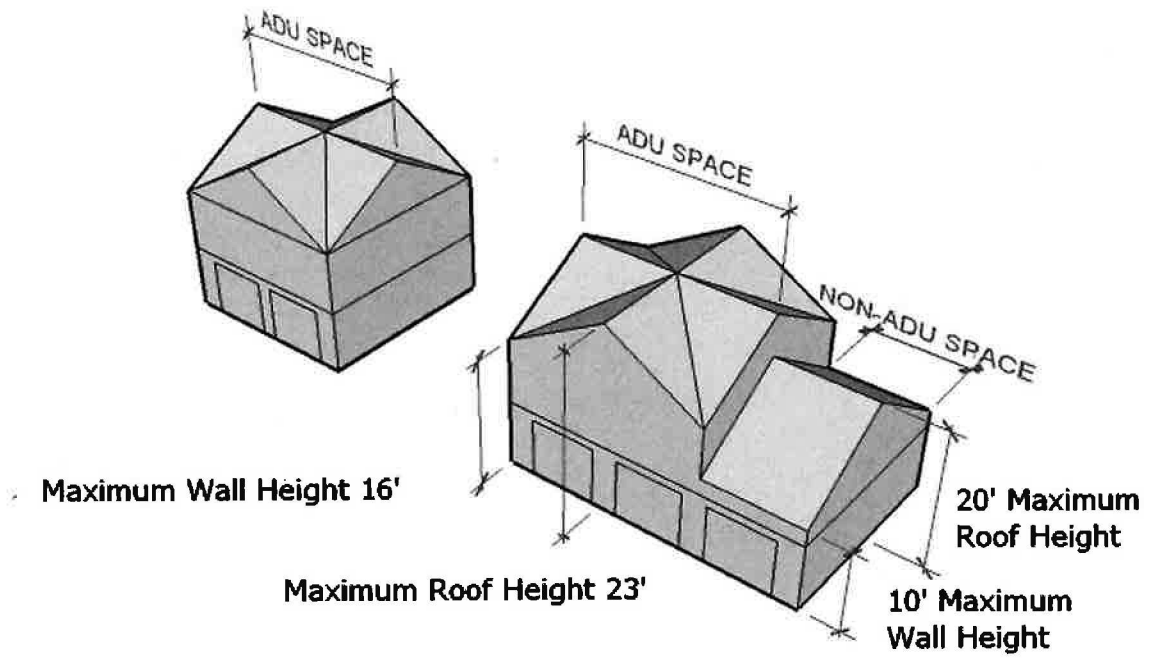 ADU SPACE
ADU SPACE
NON-ADU SPACE
Maximum Wall Height 16'
20' Maximum
Roof Height
Maximum Roof Height 23'
10' Maximum
Wall Height